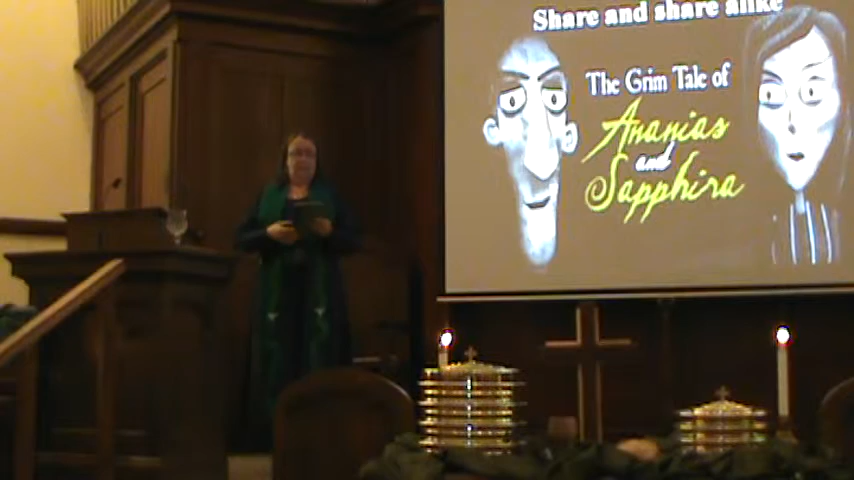 Share and share alike
The Grim Tale of
Ananias
and
Sapphira